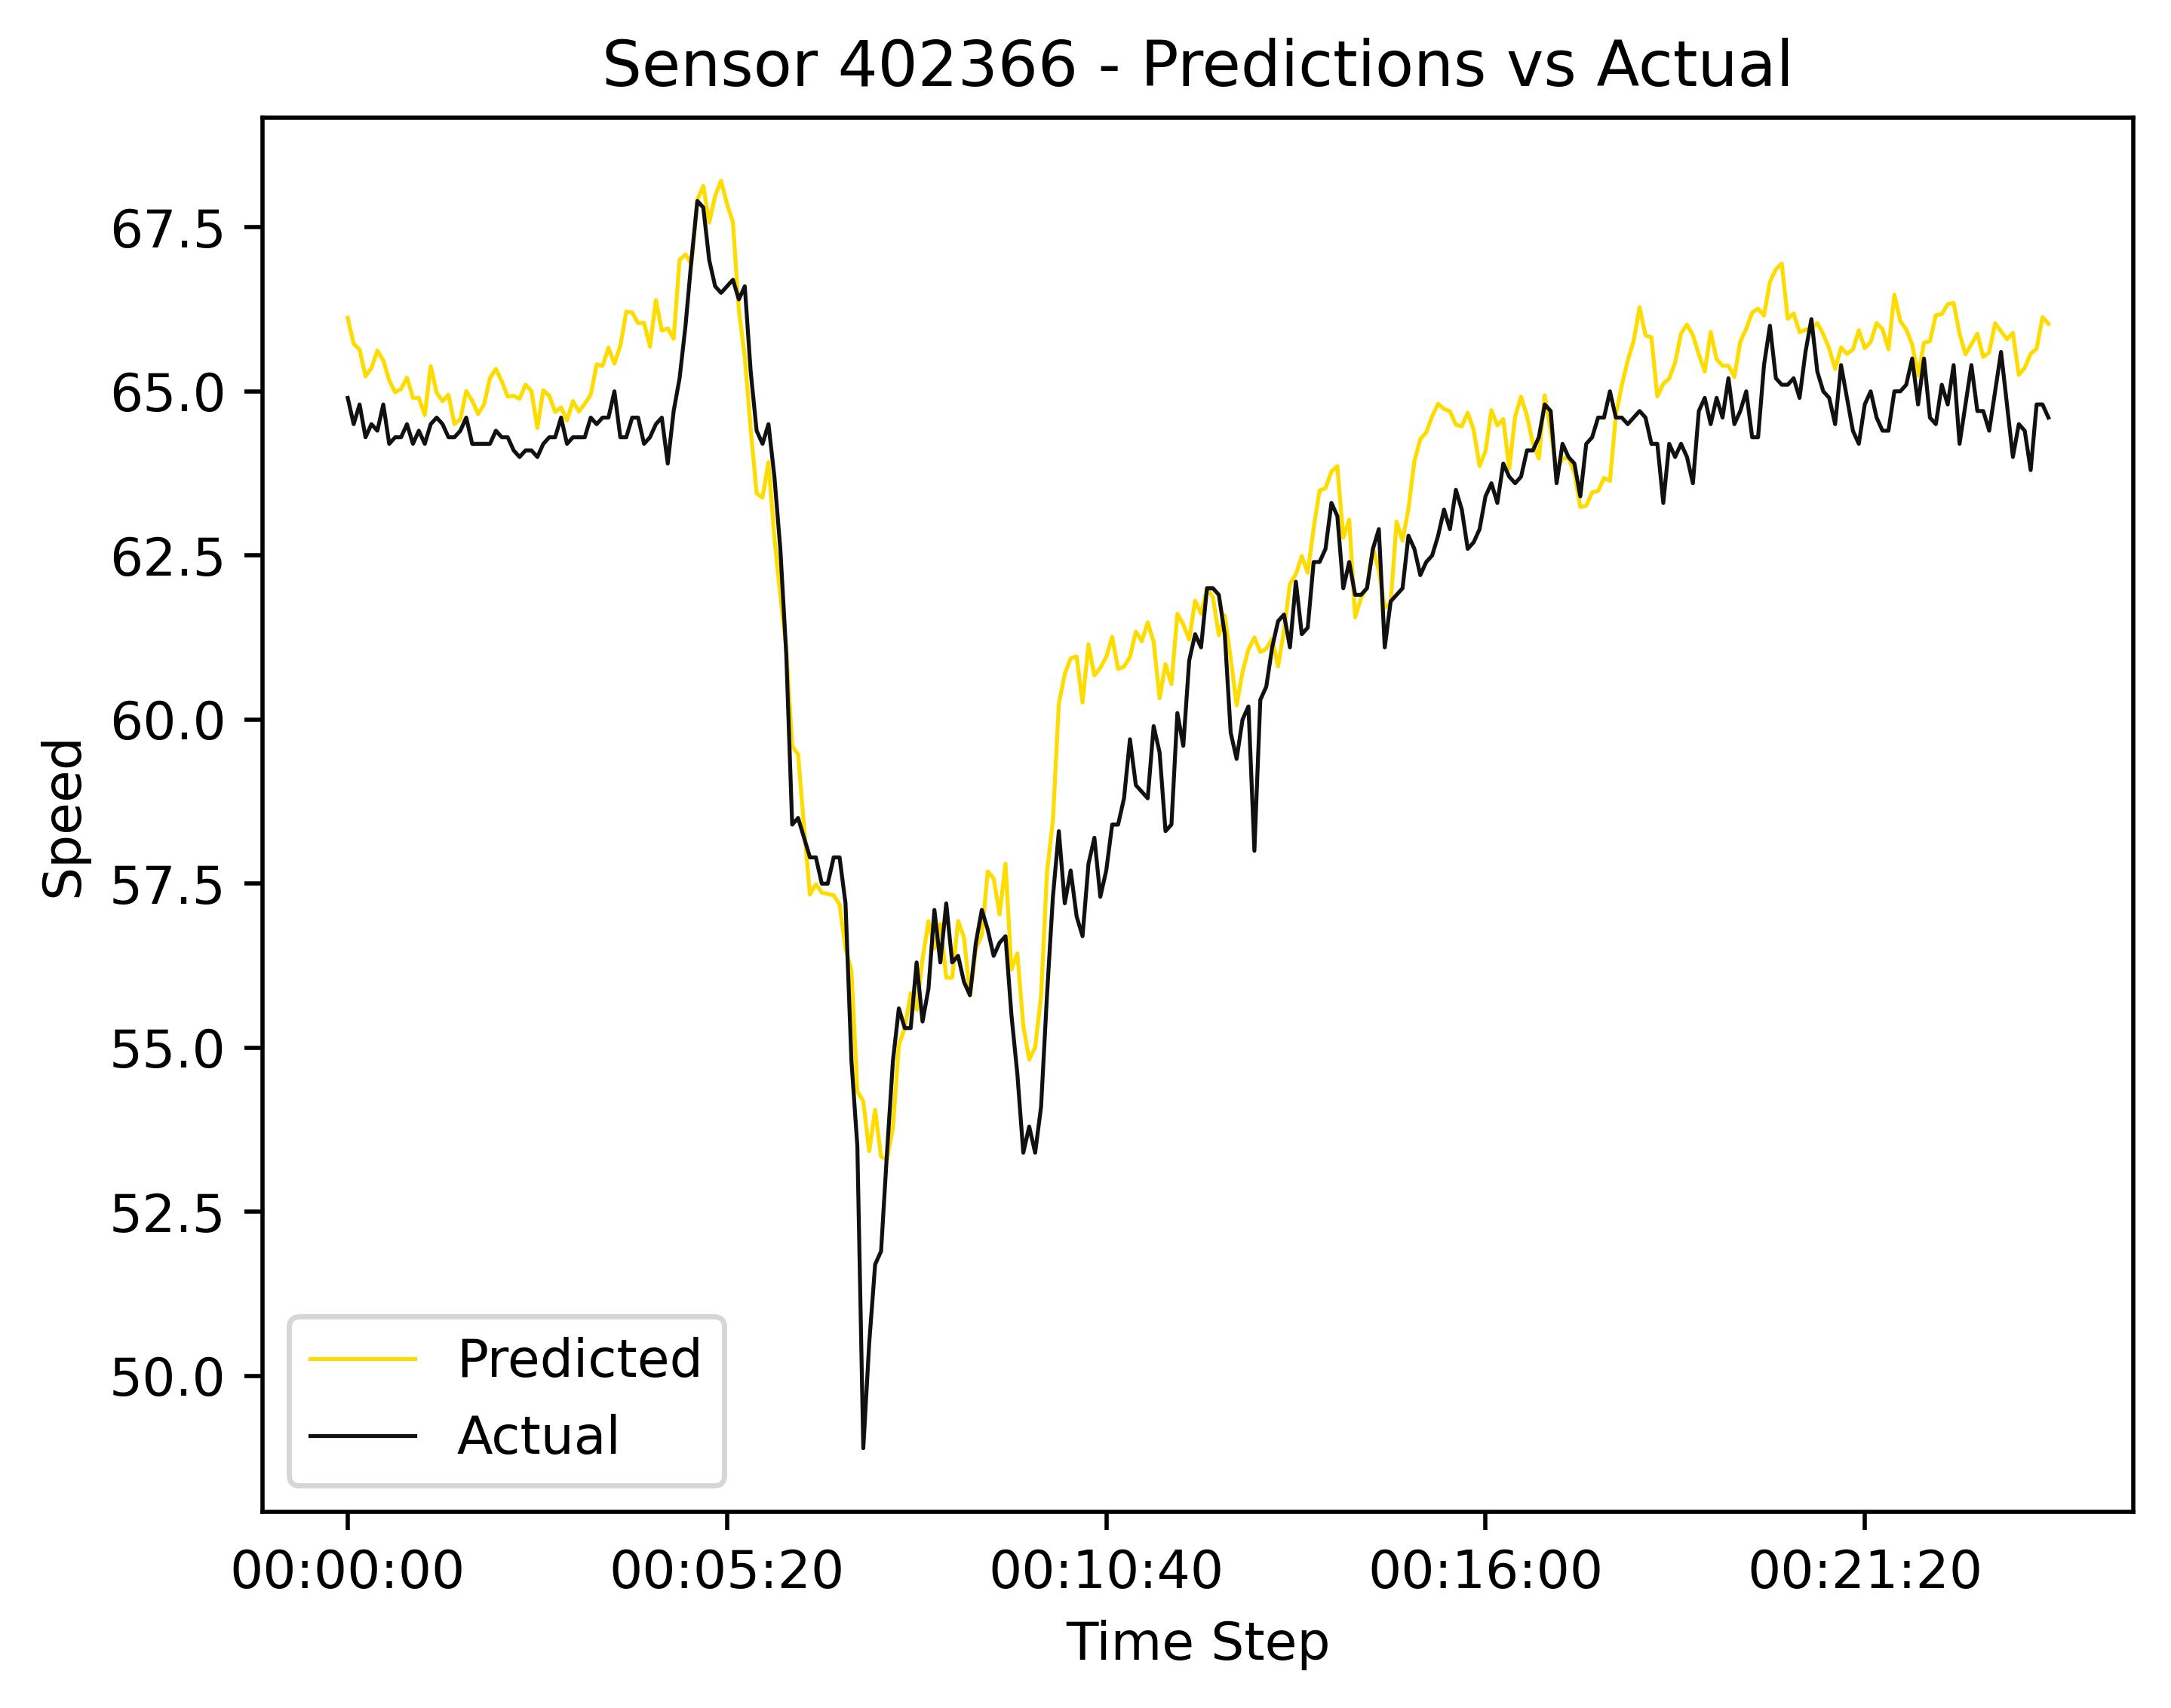 Sensor 402366 - Predictions vs Actual
67.5
65.0
62.5
60.0
57.5
55.0
52.5
50.0
Speed
Predicted
Actual
00:00:00 00:05:20 00:10:40 00:16:00 00:21:20
Time Step